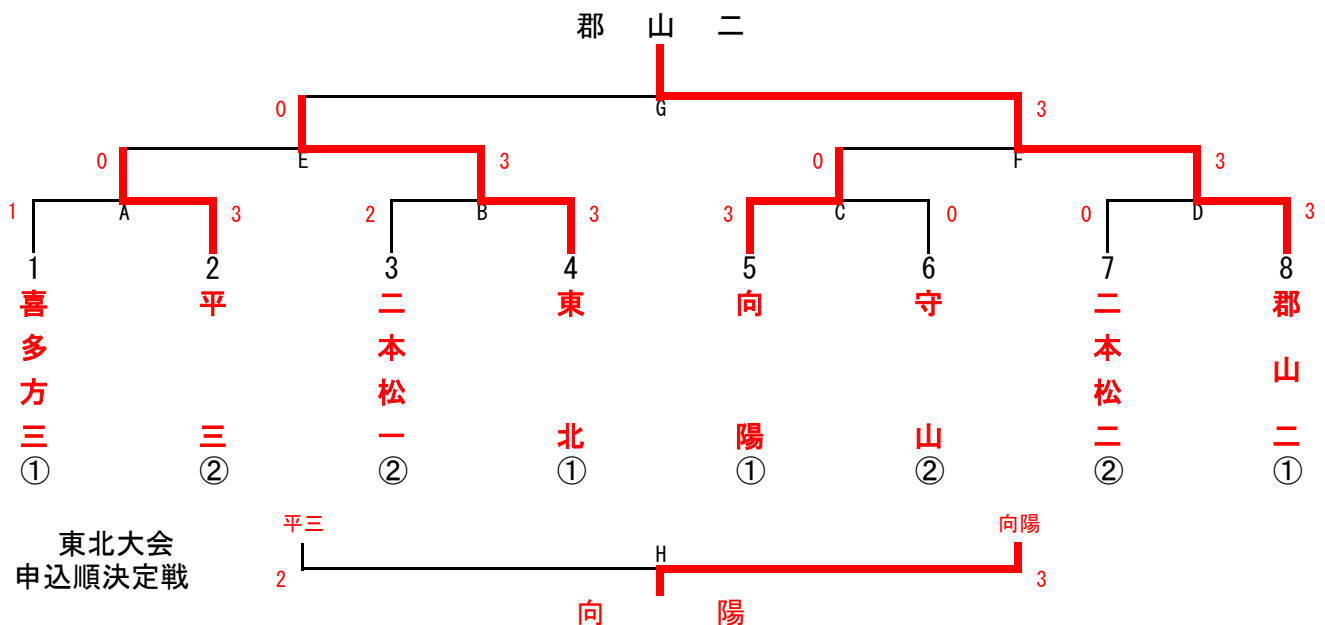 郡山二
G
0 3
E F
0 3 0 3
A B C D
1 3 2 3 3 0 0 3
1 2 3 4 5 6 7 8
喜多方三①
平三②
二本松一②
東北①
向陽①
守山②
二本松二②
郡山二①
東北大会
申込順決定戦
平三 向陽
H
2 3
向陽